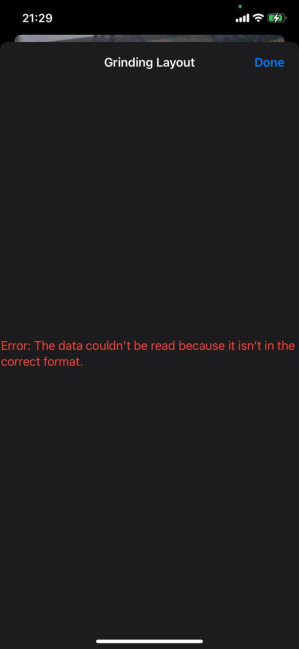 21:29
Grinding Layout
Done
Error: The data couldn't be read because it isn't in the
correct format.